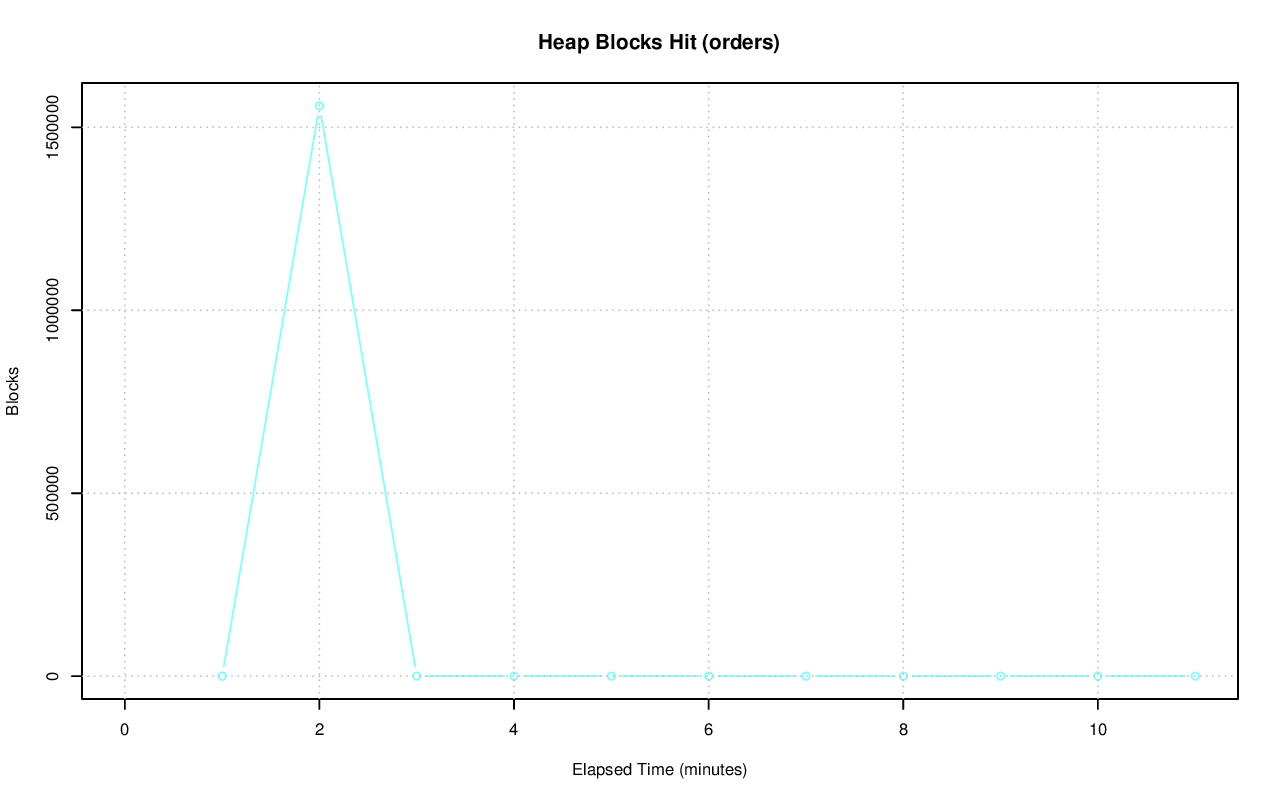 Heap Blocks Hit (orders)
1500000
1000000
500000
0
Blocks
0 2 4 6 8 10
Elapsed Time (minutes)